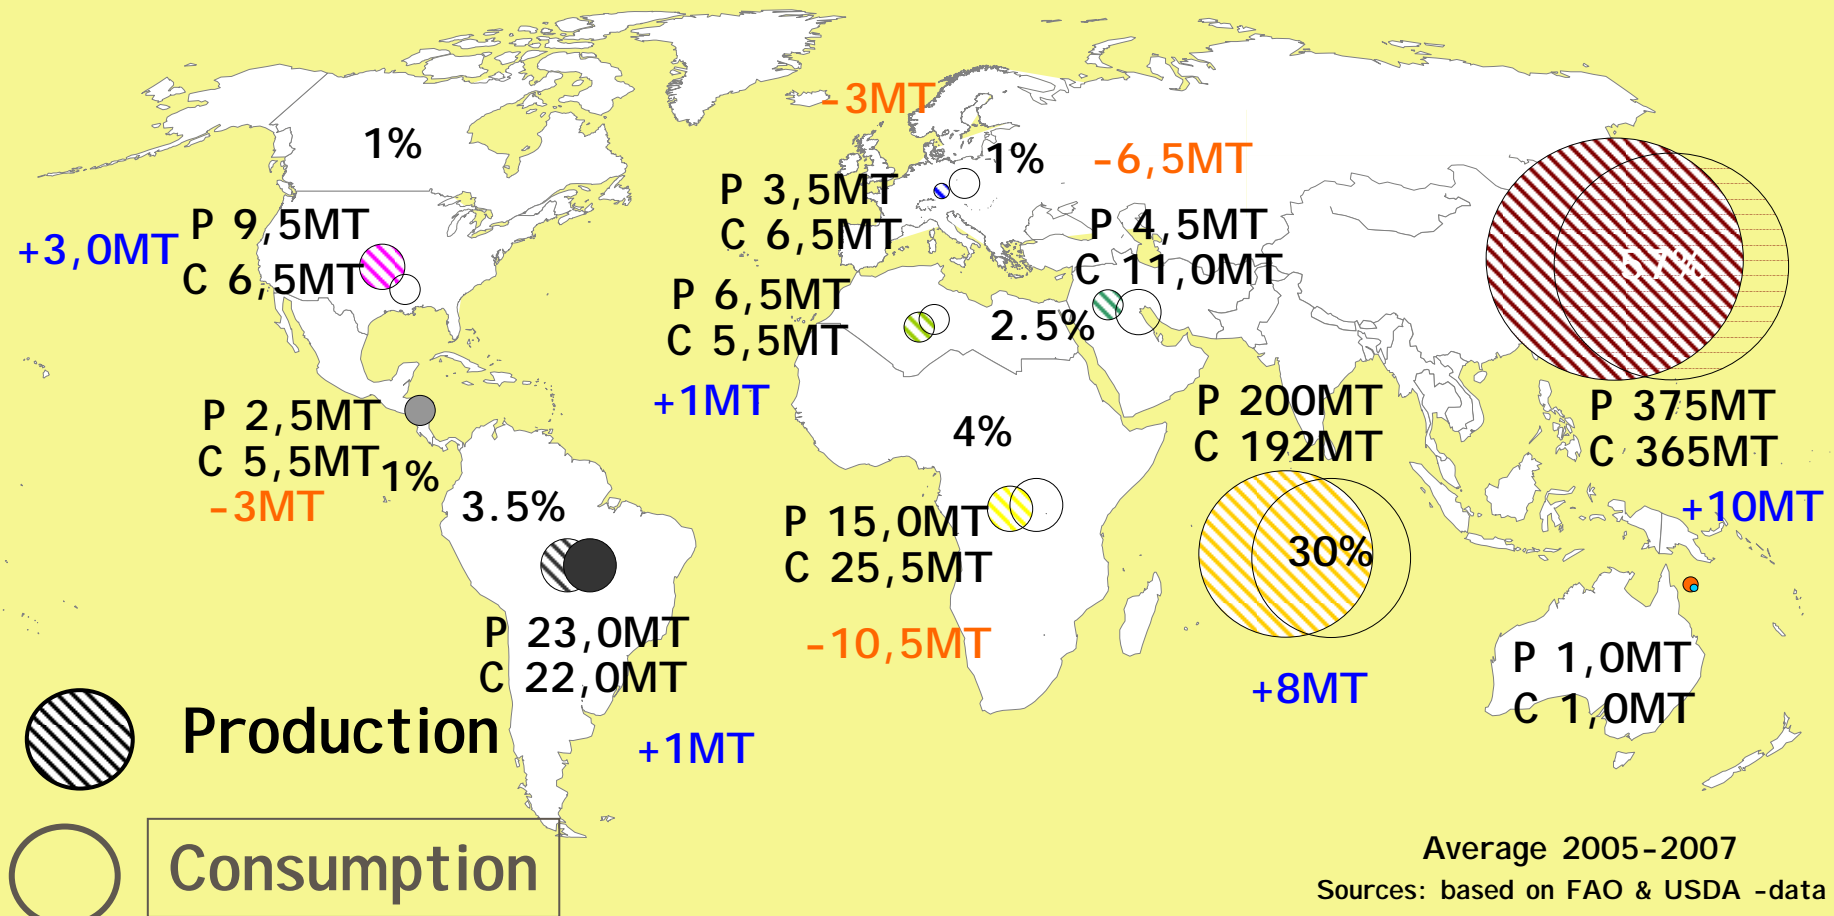 -3MT
1%
1%
-6,5MT
P 3,5MT
C 6,5MT
P 9,5MT
C 6,5MT
+3,0MT
P 4,5MT
C 11,0MT
P 6,5MT
C 5,5MT
2.5%
+1MT
P 200MT
C 192MT
P 375MT
C 365MT
+10MT
P 2,5MT
C 5,5MT
1%
-3MT
4%
3.5%
P 15,0MT
C 25,5MT
-10,5MT
30%
+8MT
P 23,0MT
C 22,0MT
+1MT
P 1,0MT
C 1,0MT
Production
Consumption
Average 2005-2007
Sources: based on FAO & USDA -data